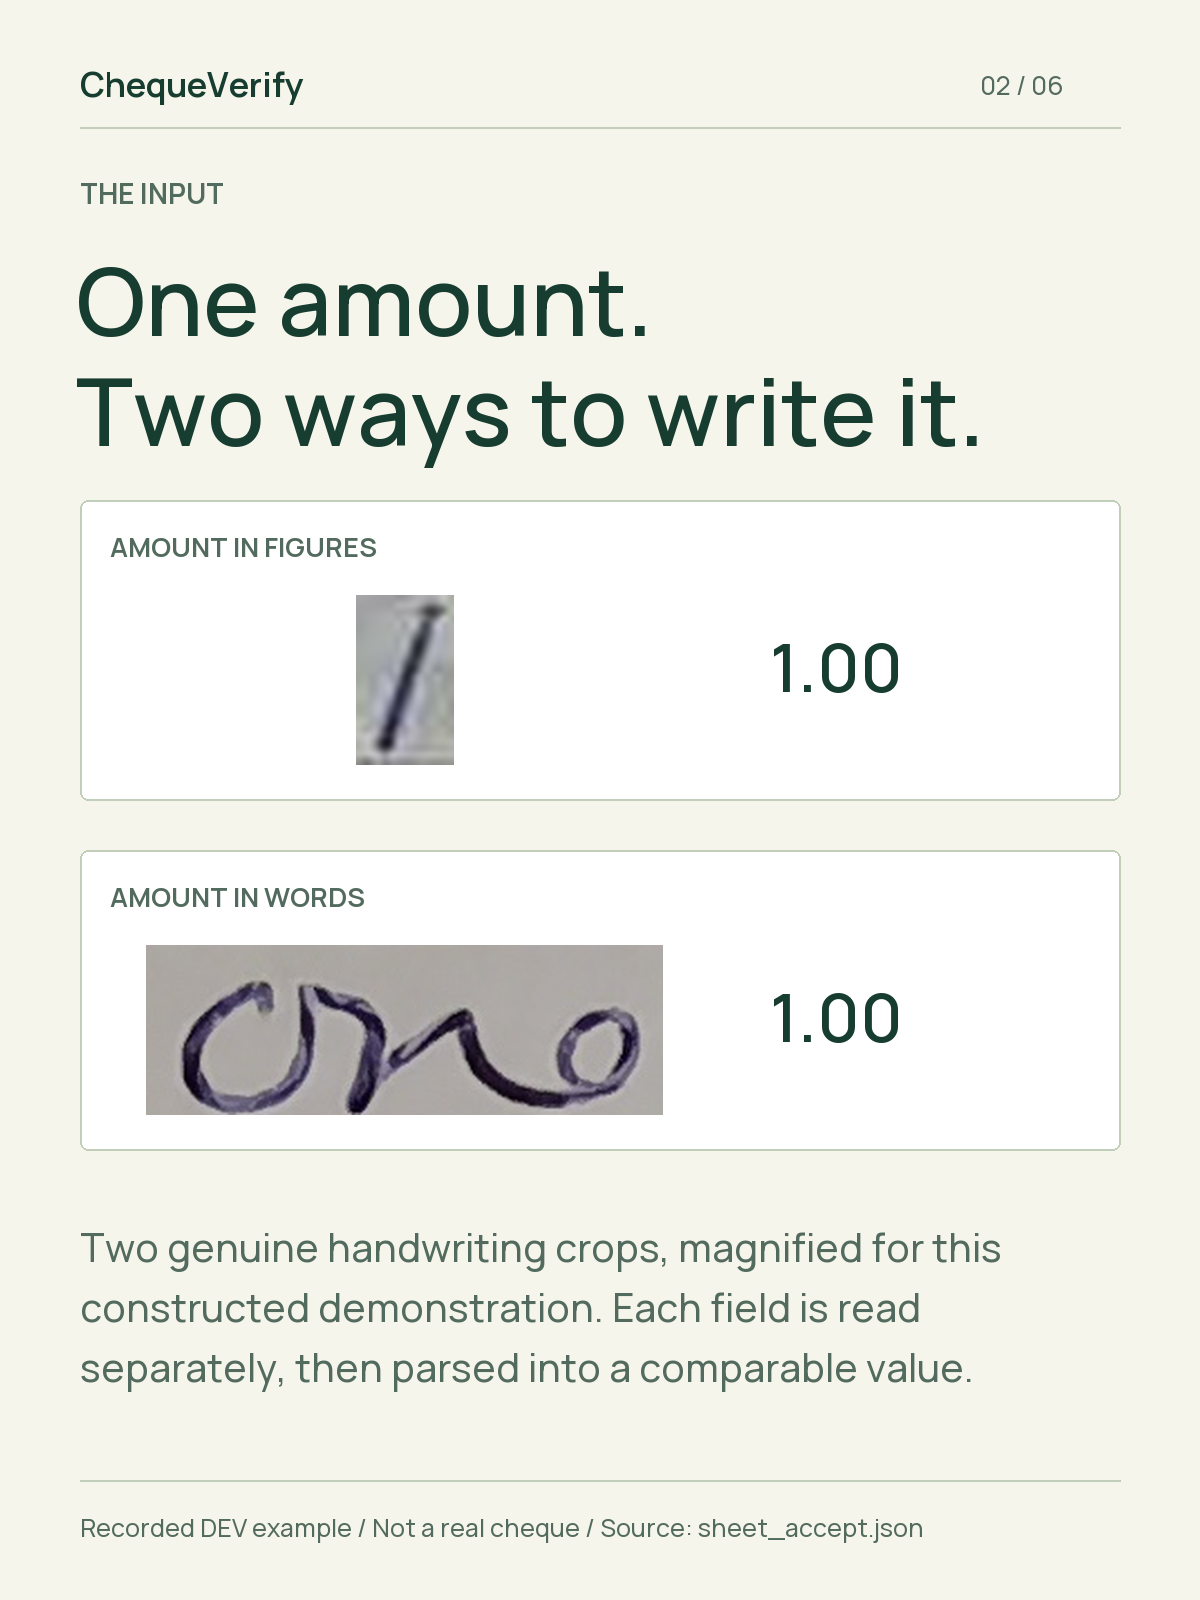 ChequeVerify
02 / 06
THE INPUT
One amount.
Two ways to write it.
AMOUNT IN FIGURES
1
1.00
AMOUNT IN WORDS
one
1.00
Two genuine handwriting crops, magnified for this
constructed demonstration. Each field is read
separately, then parsed into a comparable value.
Recorded DEV example / Not a real cheque / Source: sheet_accept.json